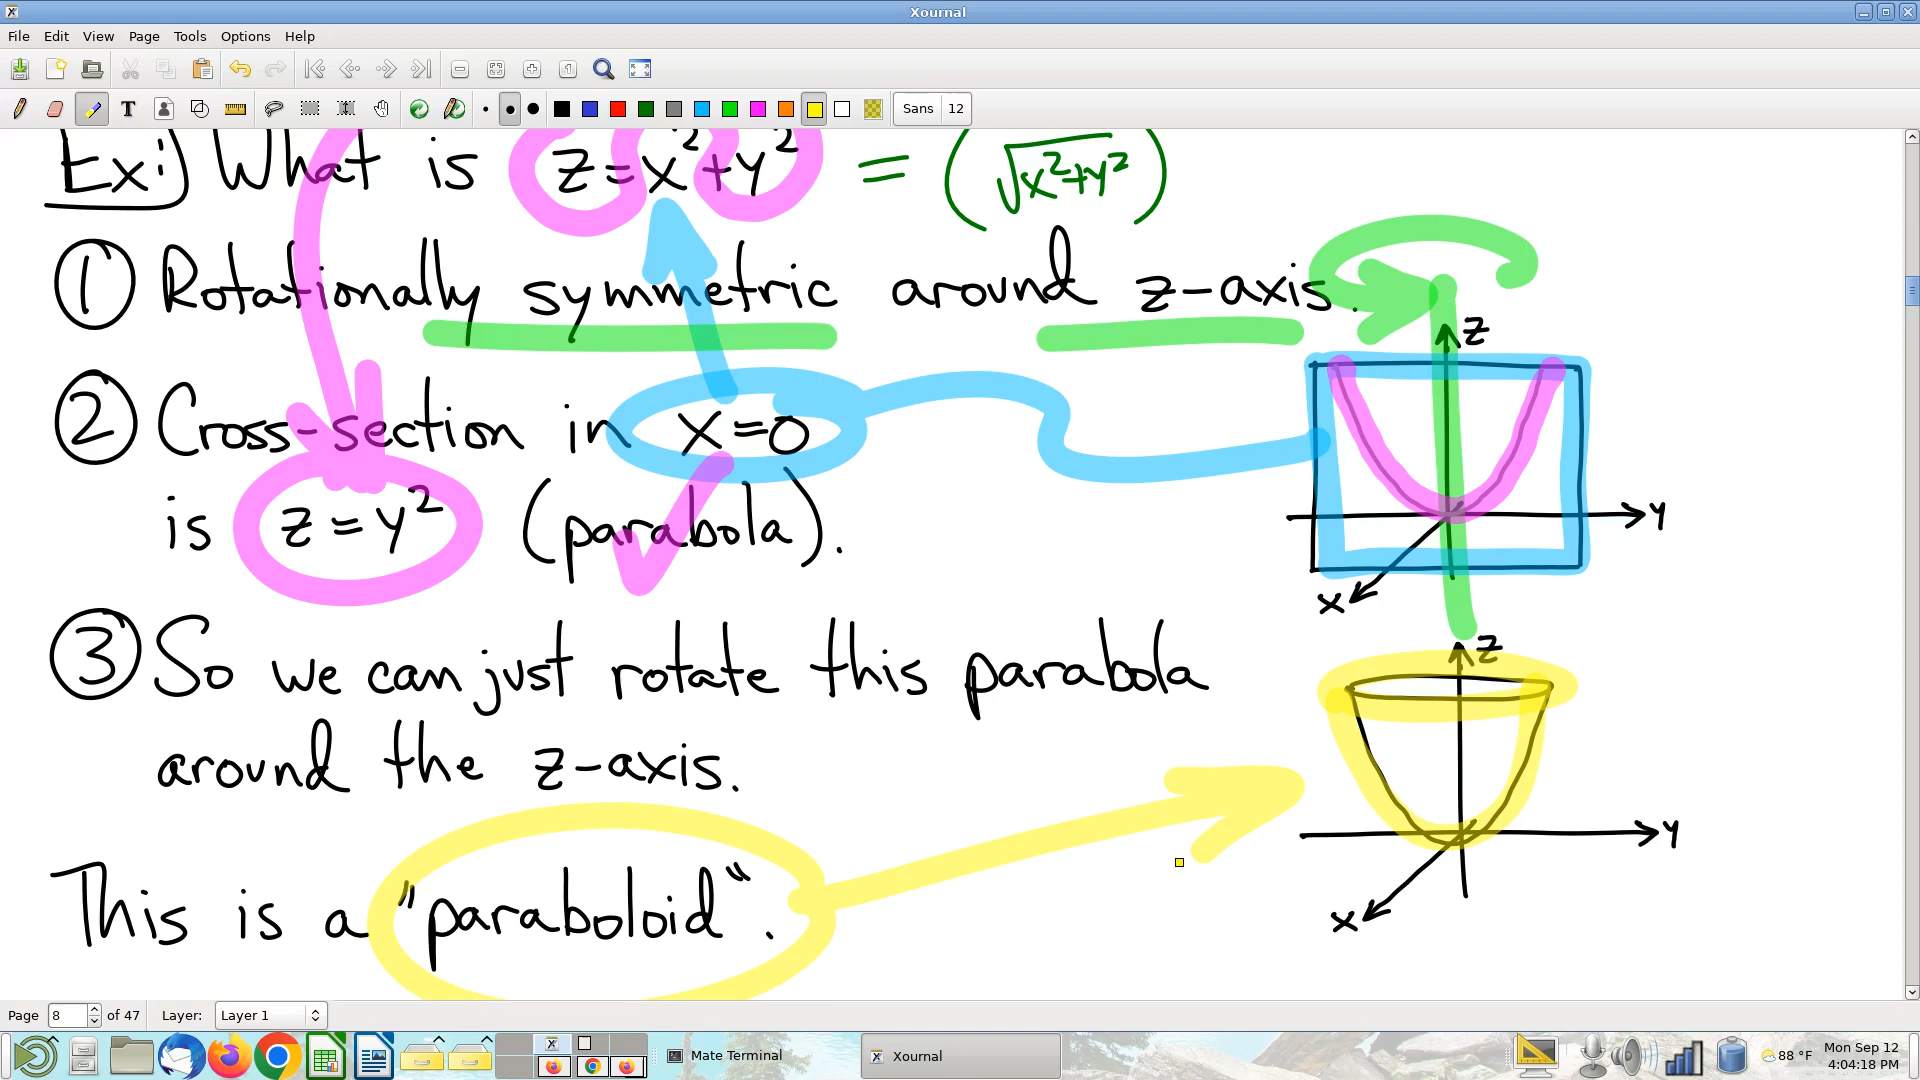 Xournal
File Edit View Page Tools Options Help
Sans 12
Ex: What is z=x²+y² = (√x²+y²)
① Rotationally symmetric around z-axis.
② Cross-section in x=0
is z=y² (parabola).
③ So we can just rotate this parabola
around the z-axis.
This is a "paraboloid".
z
y
x
z
y
x
Page 8 of 47 Layer: Layer 1
Mate Terminal
Xournal
88 °F
Mon Sep 12
4:04:18 PM